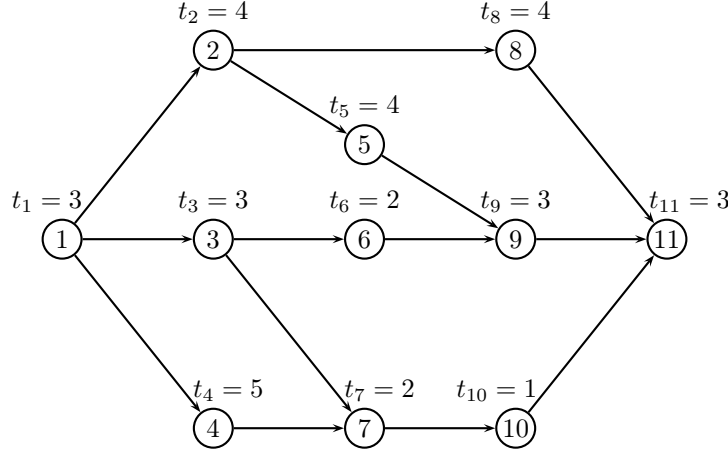 t₂ = 4
t₈ = 4
2
8
t₅ = 4
5
t₁ = 3
t₃ = 3
t₆ = 2
t₉ = 3
t₁₁ = 3
1
3
6
9
11
t₄ = 5
t₇ = 2
t₁₀ = 1
4
7
10